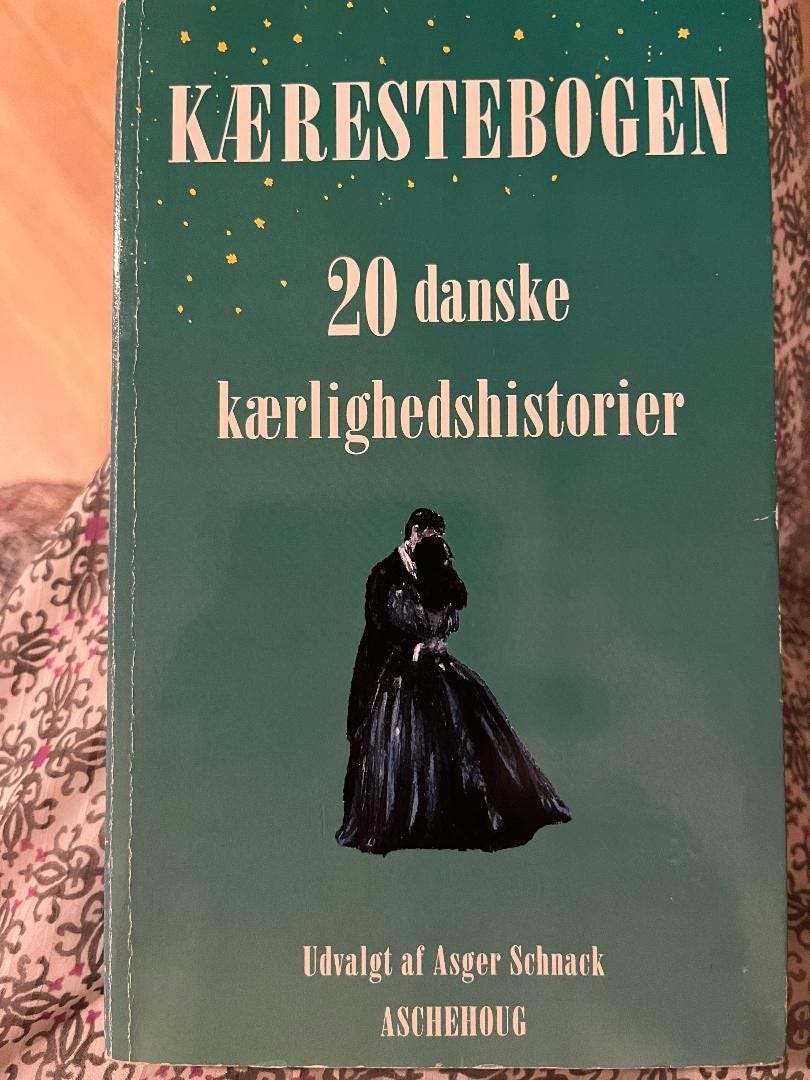 KÆRESTEBOGEN
20 danske
kærlighedshistorier
Udvalgt af Asger Schnack
ASCHEHOUG